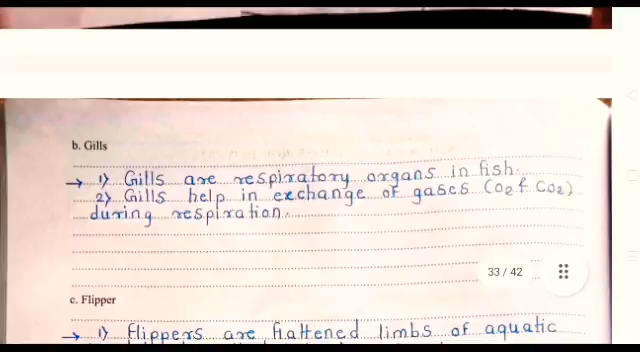 b. Gills
→ 1) Gills are respiratory organs in fish.
2) Gills help in exchange of gases (O2 & CO2)
during respiration.
33 / 42
c. Flipper
→ 1) Flippers are flattened limbs of aquatic